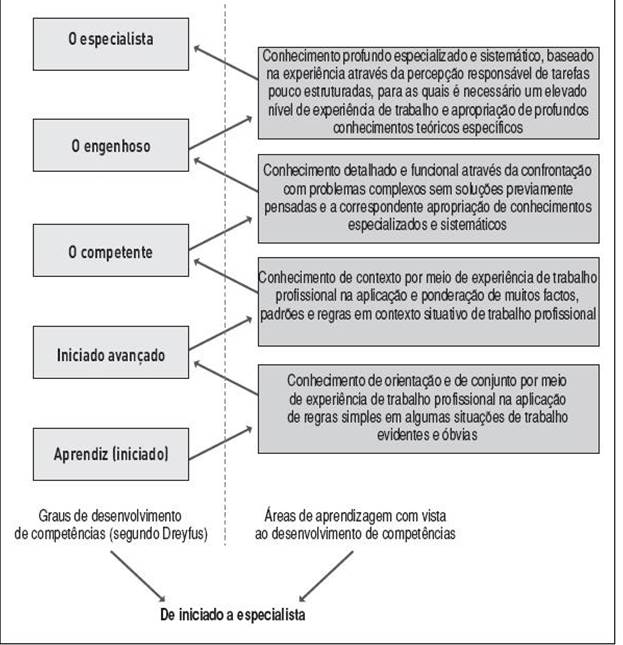 O especialista
Conhecimento profundo especializado e sistemático, baseado
na experiência através da percepção responsável de tarefas
pouco estruturadas, para as quais é necessário um elevado
nível de experiência de trabalho e apropriação de profundos
conhecimentos teóricos específicos
O engenhoso
Conhecimento detalhado e funcional através da confrontação
com problemas complexos sem soluções previamente
pensadas e a correspondente apropriação de conhecimentos
especializados e sistemáticos
O competente
Conhecimento de contexto por meio de experiência de trabalho
profissional na aplicação e ponderação de muitos factos,
padrões e regras em contexto situativo de trabalho profissional
Iniciado avançado
Conhecimento de orientação e de conjunto por meio
de experiência de trabalho profissional na aplicação
de regras simples em algumas situações de trabalho
evidentes e óbvias
Aprendiz (iniciado)
Graus de desenvolvimento
de competências (segundo Dreyfus)
Áreas de aprendizagem com vista
ao desenvolvimento de competências
De iniciado a especialista